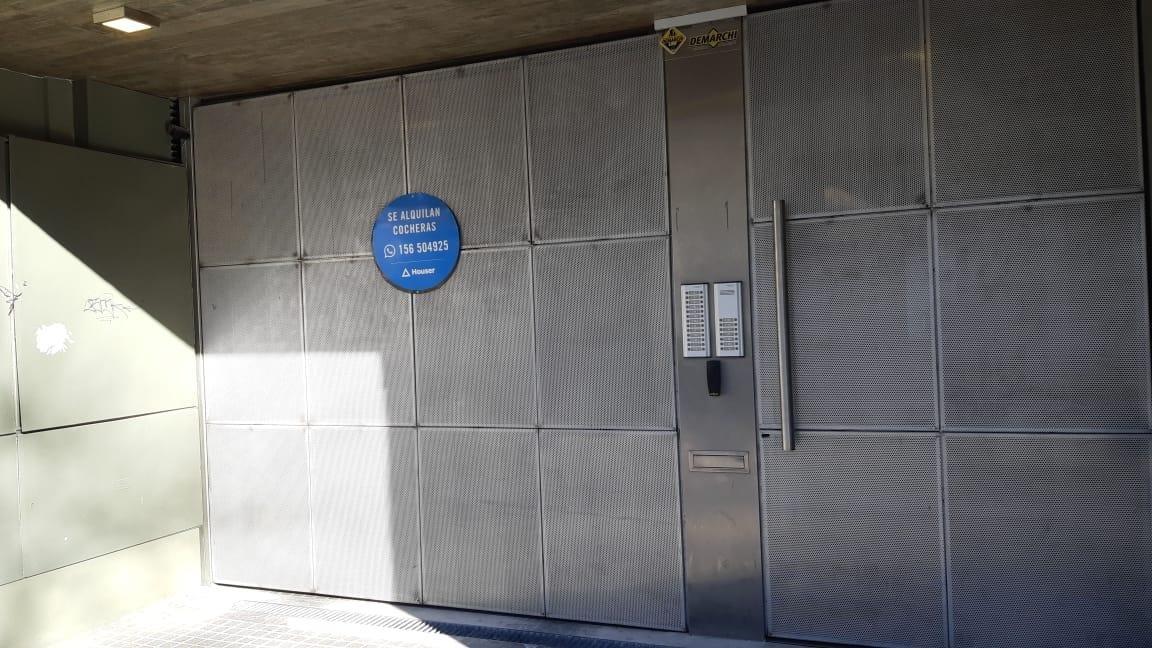 DEMARCHI
SE ALQUILAN
COCHERAS
156 504925
Houser